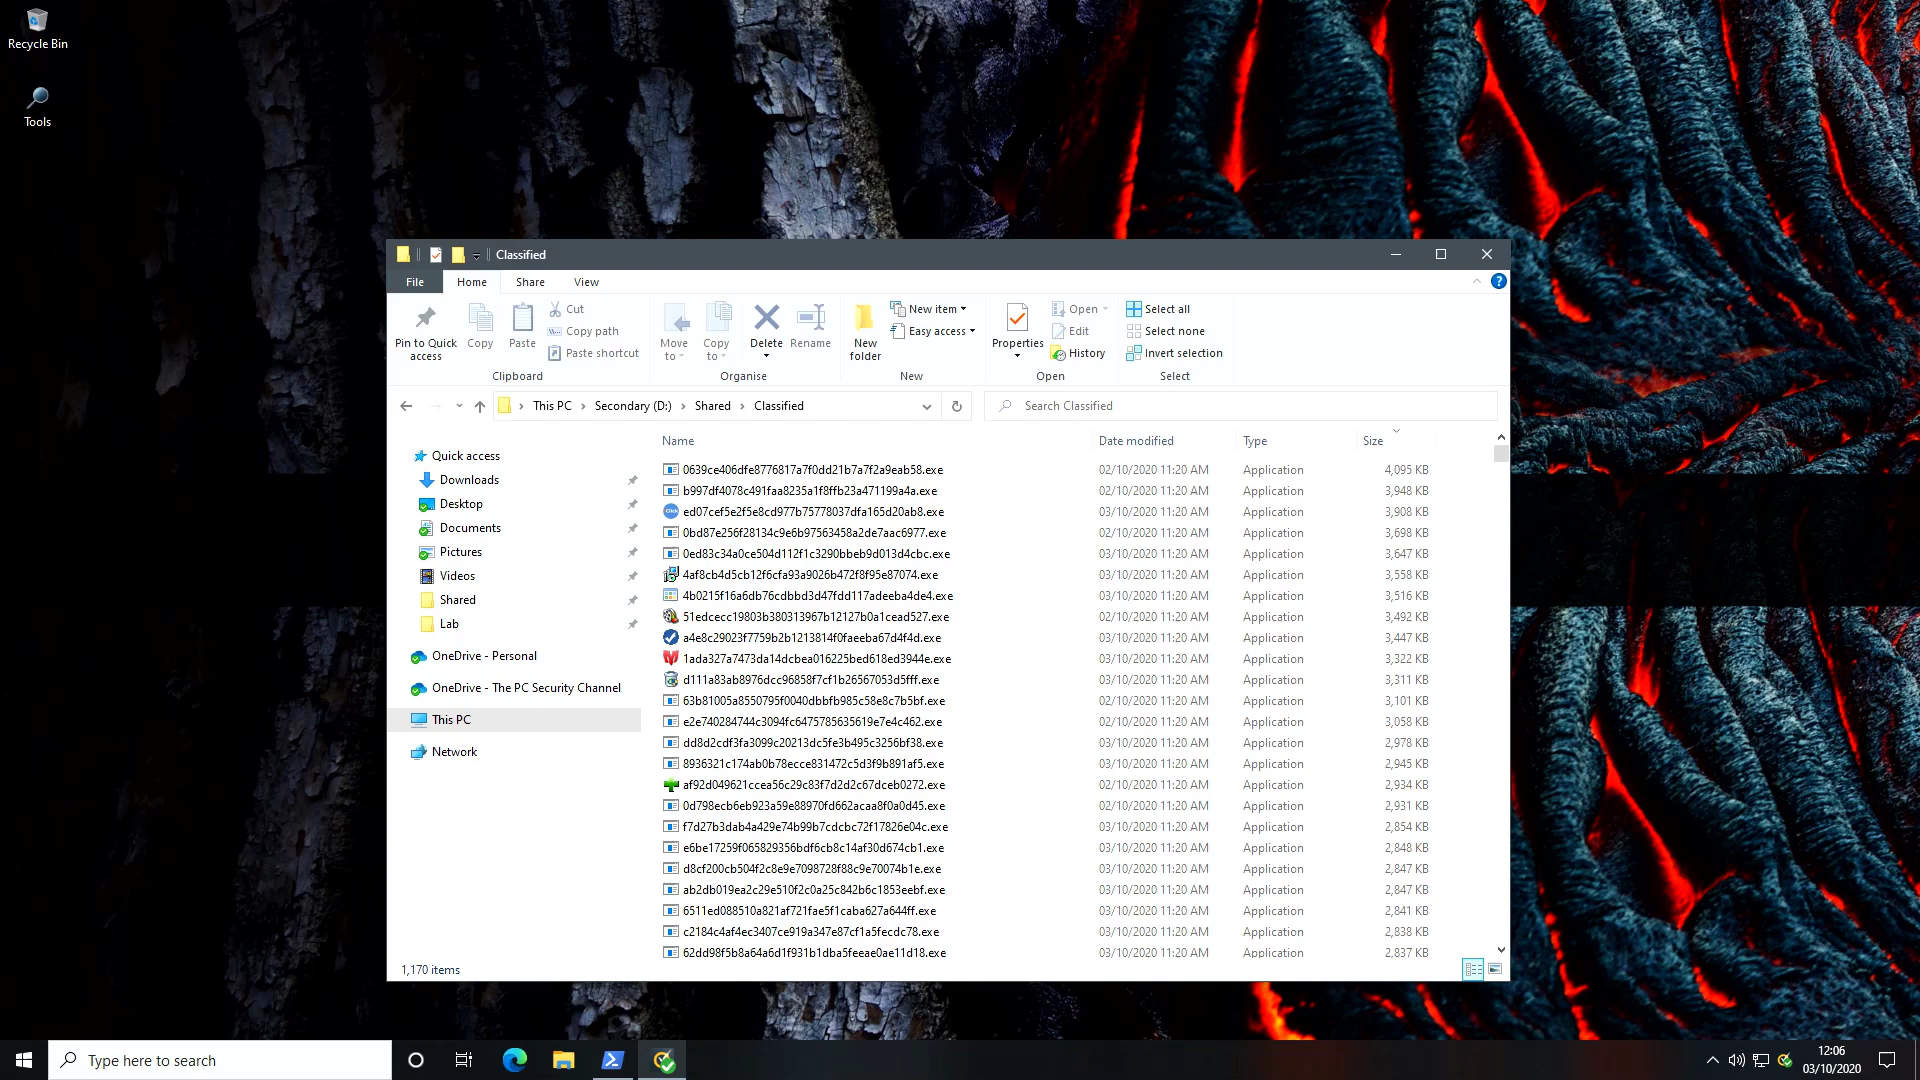 Recycle Bin
Tools
Classified
File Home Share View
Pin to Quick access
Copy
Paste
Cut
Copy path
Paste shortcut
Clipboard
Move to
Copy to
Delete
Rename
Organise
New folder
New item
Easy access
New
Properties
Open
Edit
History
Open
Select all
Select none
Invert selection
Select
This PC > Secondary (D:) > Shared > Classified
Search Classified
Quick access
Downloads
Desktop
Documents
Pictures
Videos
Shared
Lab
OneDrive - Personal
OneDrive - The PC Security Channel
This PC
Network
Name Date modified Type Size
0639ce406dfe8776817a7f0dd21b7a7f2a9eab58.exe 02/10/2020 11:20 AM Application 4,095 KB
b997df4078c491faa8235a1f8ffb23a471199a4a.exe 02/10/2020 11:20 AM Application 3,948 KB
ed07cef5e2f5e8cd977b75778037dfa165d20ab8.exe 03/10/2020 11:20 AM Application 3,908 KB
0bd87e256f28134c9e6b97563458a2de7aac6977.exe 02/10/2020 11:20 AM Application 3,698 KB
0ed83c34a0ce504d112f1c3290bbeb9d013d4cbc.exe 03/10/2020 11:20 AM Application 3,647 KB
4af8cb4d5cb12f6cfa93a9026b472f8f95e87074.exe 03/10/2020 11:20 AM Application 3,558 KB
4b0215f16a6db76cdbbd3d47fdd117adeeba4de4.exe 03/10/2020 11:20 AM Application 3,516 KB
51edcecc19803b380313967b12127b0a1cead527.exe 02/10/2020 11:20 AM Application 3,492 KB
a4e8c29023f7759b2b1213814f0faeeba67d4f4d.exe 03/10/2020 11:20 AM Application 3,447 KB
1ada327a7473da14dcbea016225bed618ed3944e.exe 03/10/2020 11:20 AM Application 3,322 KB
d111a83ab8976dcc96858f7cf1b26567053d5fff.exe 03/10/2020 11:20 AM Application 3,311 KB
63b81005a8550795f0040dbbfb985c58e8c7b5bf.exe 02/10/2020 11:20 AM Application 3,101 KB
e2e740284744c3094fc6475785635619e7e4c462.exe 02/10/2020 11:20 AM Application 3,058 KB
dd8d2cdf3fa3099c20213dc5fe3b495c3256bf38.exe 03/10/2020 11:20 AM Application 2,978 KB
8936321c174ab0b78ecce831472c5d3f9b891af5.exe 03/10/2020 11:20 AM Application 2,945 KB
af92d049621ccea56c29c83f7d2d2c67dceb0272.exe 02/10/2020 11:20 AM Application 2,934 KB
0d798ecb6eb923a59e88970fd662acaa8f0a0d45.exe 02/10/2020 11:20 AM Application 2,931 KB
f7d27b3dab4a429e74b99b7cdcbc72f17826e04c.exe 03/10/2020 11:20 AM Application 2,854 KB
e6be17259f065829356bdf6cb8c14af30d674cb1.exe 03/10/2020 11:20 AM Application 2,848 KB
d8cf200cb504f2c8e9e7098728f88c9e70074b1e.exe 03/10/2020 11:20 AM Application 2,847 KB
ab2db019ea2c29e510f2c0a25c842b6c1853eebf.exe 03/10/2020 11:20 AM Application 2,847 KB
6511ed088510a821af721fae5f1caba627a644ff.exe 03/10/2020 11:20 AM Application 2,841 KB
c2184c4af4ec3407ce919a347e87cf1a5fecdc78.exe 03/10/2020 11:20 AM Application 2,838 KB
62dd98f5b8a64a6d1f931b1dba5feeae0ae11d18.exe 03/10/2020 11:20 AM Application 2,837 KB
1,170 items
Type here to search
12:06
03/10/2020